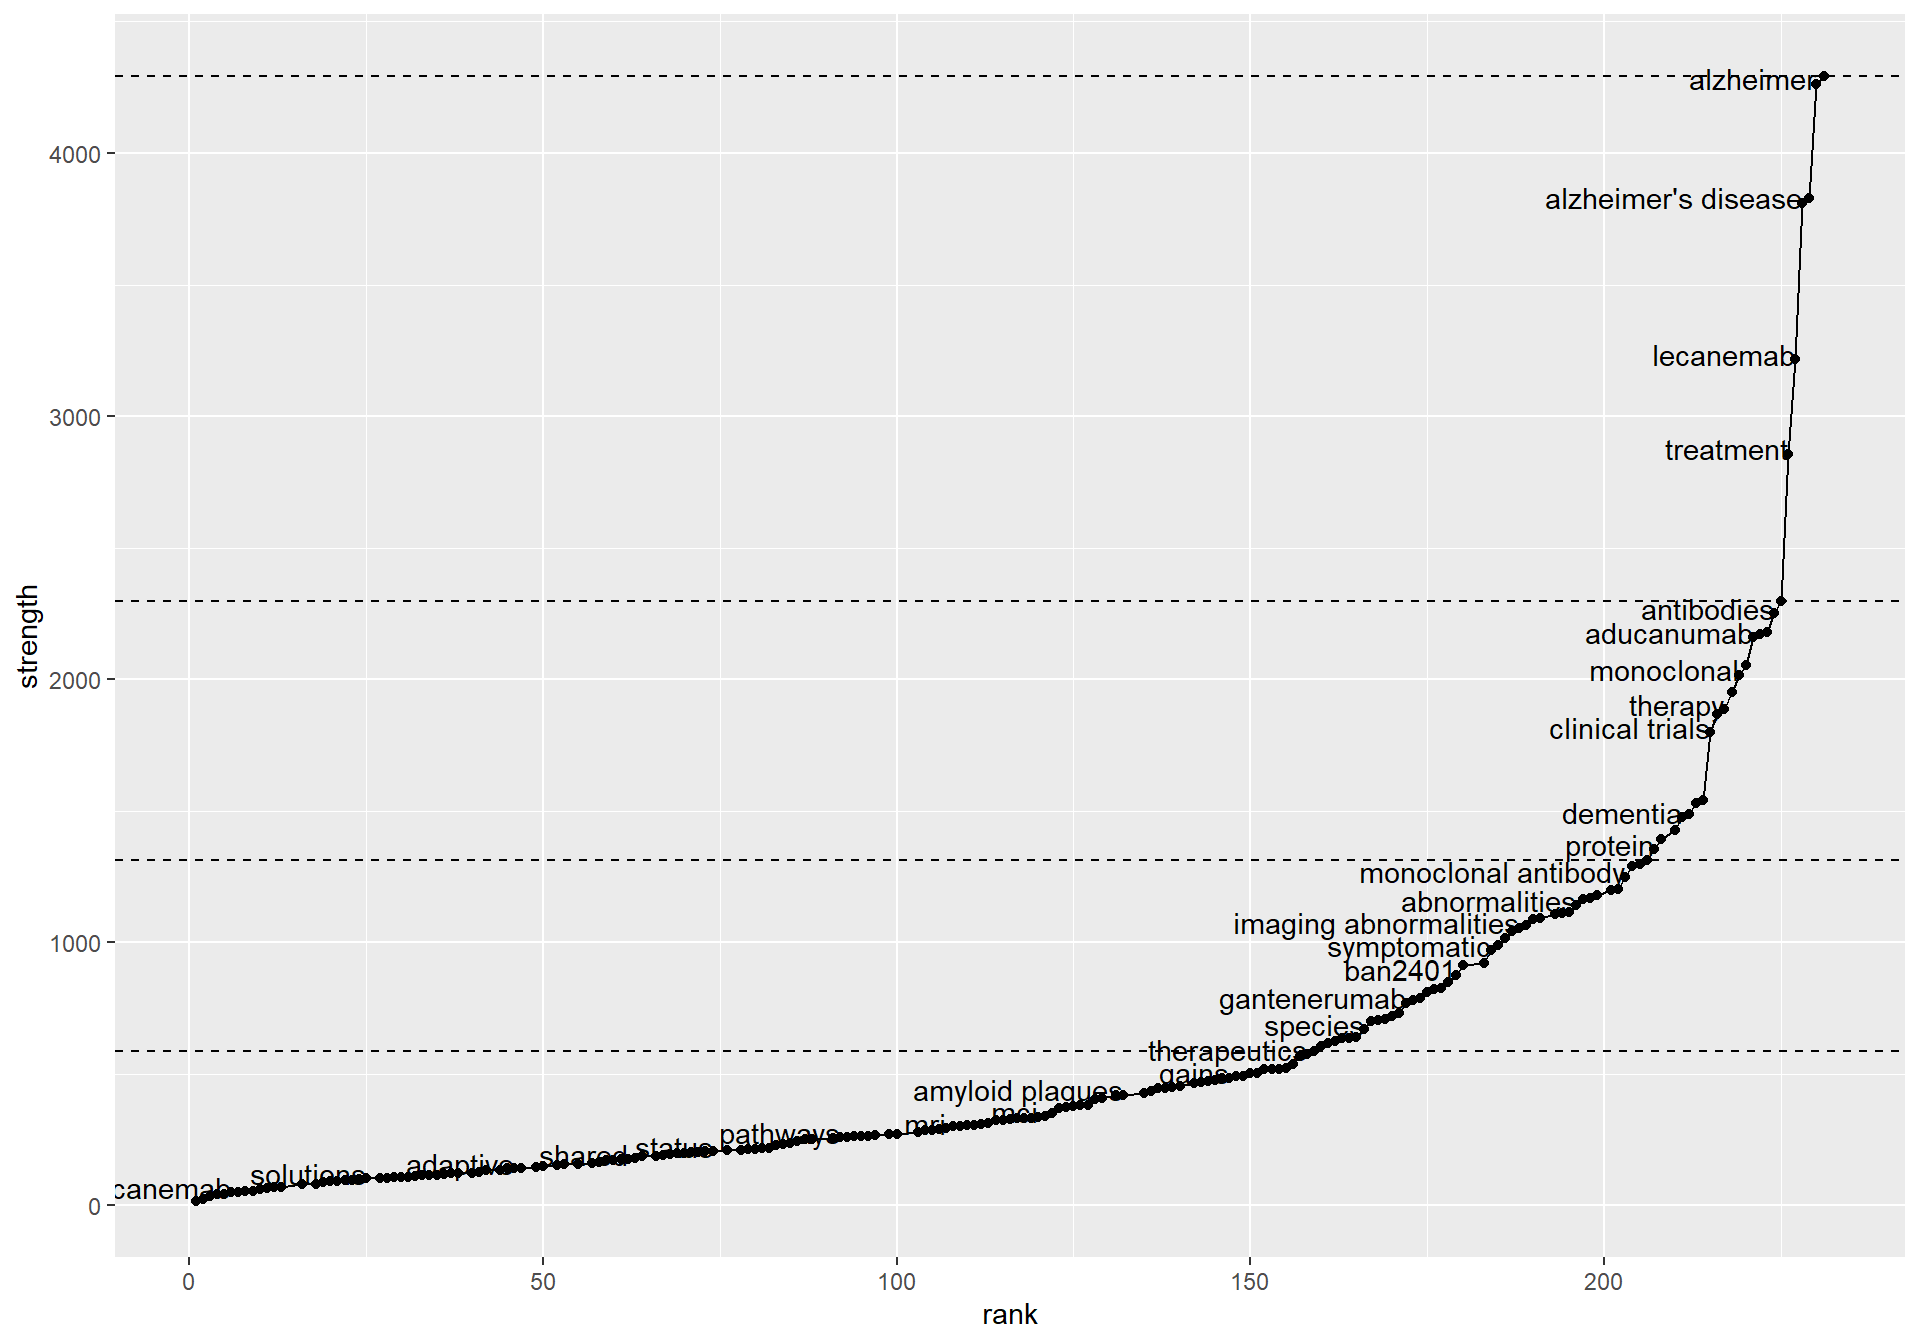 alzheimer
4000
alzheimer's disease
lecanemab
3000
treatment
antibodies
aducanumab
strength
2000
monoclonal
therapy
clinical trials
dementia
protein
monoclonal antibody
abnormalities
1000
imaging abnormalities
symptomatic
ban2401
gantenerumab
species
therapeutics
gains
amyloid plaques
mci
mri
pathways
status
shared
adaptive
solutions
canemab
0
0 50 100 150 200
rank